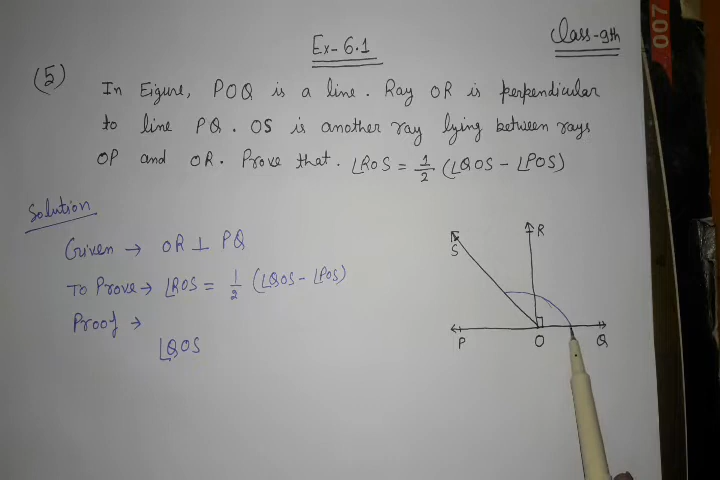 Ex-6.1
Class-9th
007
(5)
In Figure, POQ is a line. Ray OR is perpendicular
to line PQ. OS is another ray lying between rays
OP and OR. Prove that. ∠ROS = 1/2 (∠QOS - ∠POS)
Solution
Given → OR ⊥ PQ
To Prove → ∠ROS = 1/2 (∠QOS - ∠POS)
Proof →
∠QOS
S
R
P
O
Q